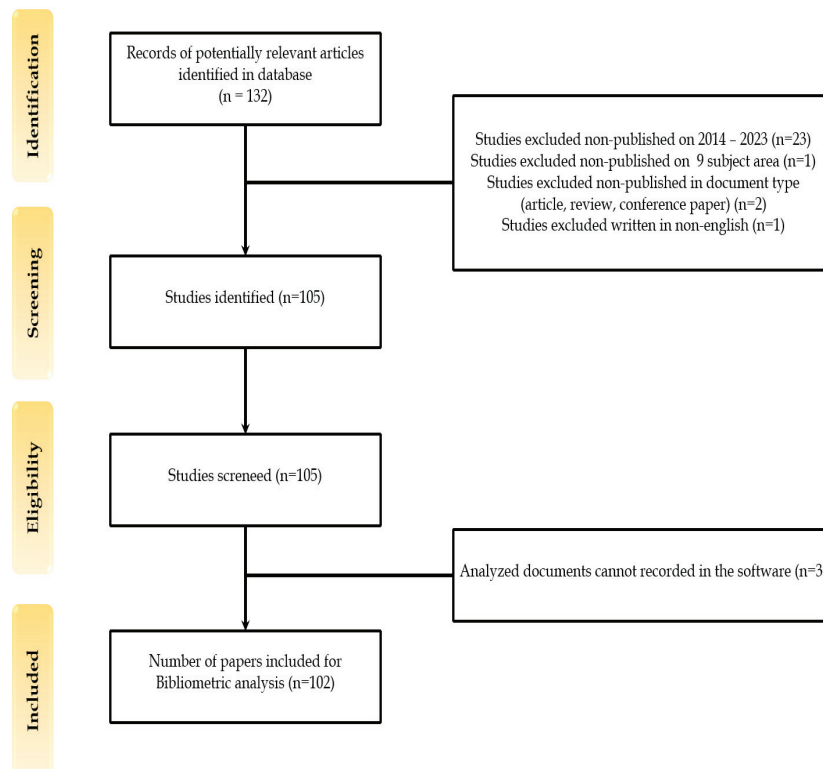 Identification
Records of potentially relevant articles
identified in database
(n = 132)
Studies excluded non-published on 2014 – 2023 (n=23)
Studies excluded non-published on 9 subject area (n=1)
Studies excluded non-published in document type
(article, review, conference paper) (n=2)
Studies excluded written in non-english (n=1)
Screening
Studies identified (n=105)
Eligibility
Studies screneed (n=105)
Analyzed documents cannot recorded in the software (n=3
Included
Number of papers included for
Bibliometric analysis (n=102)